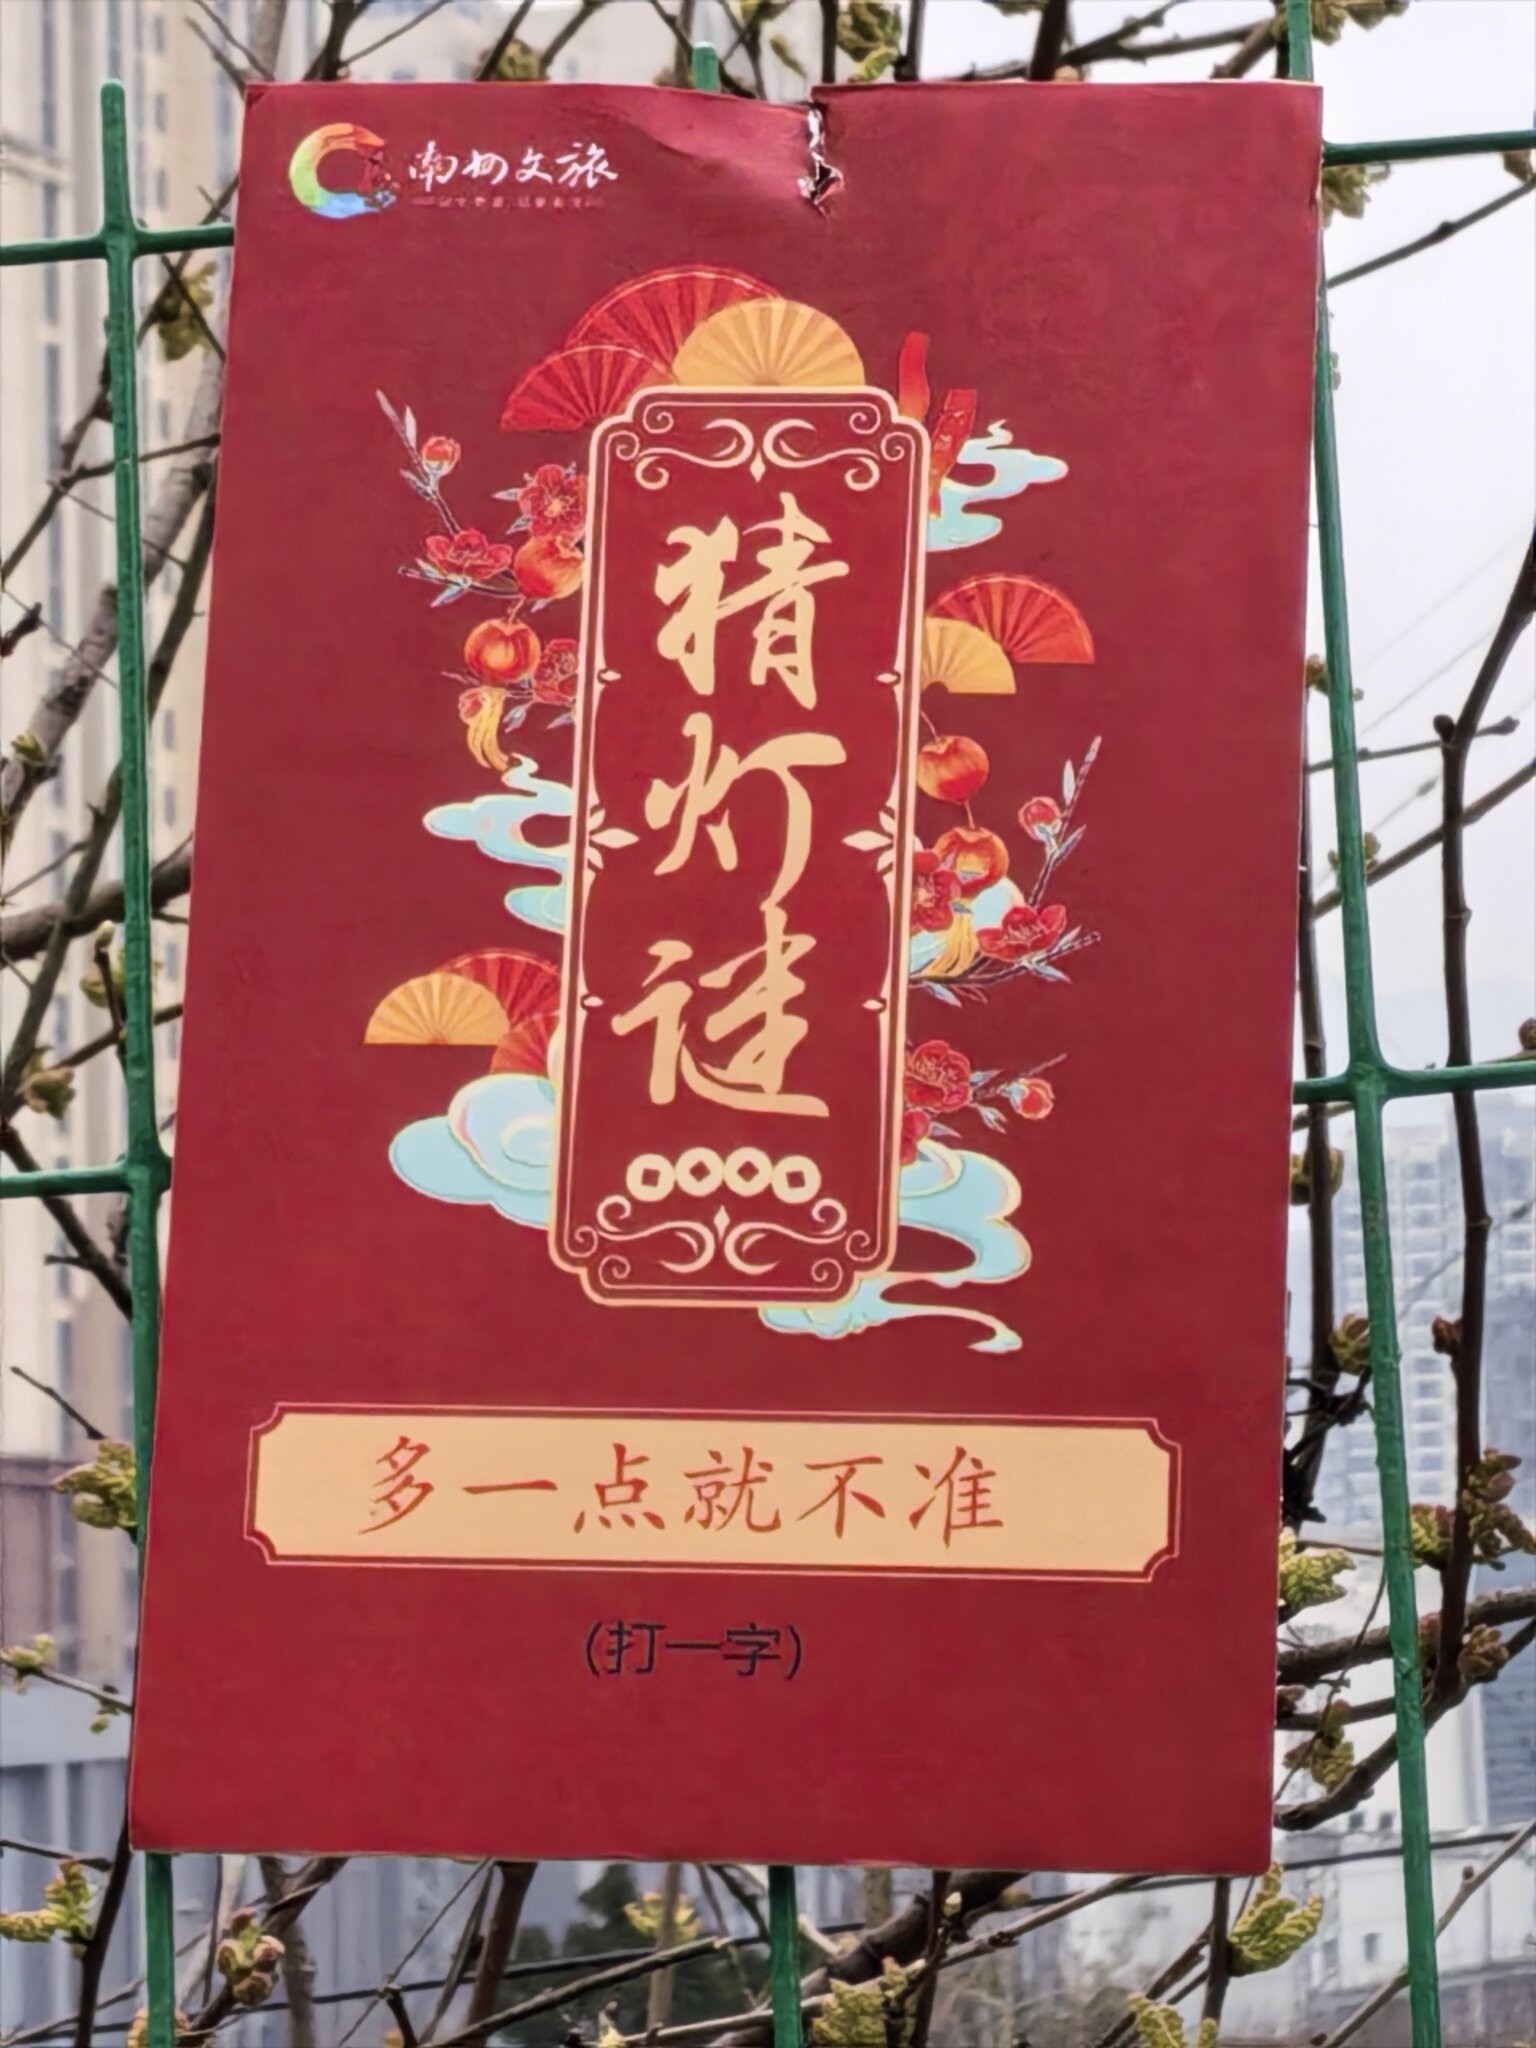 南州文旅
猜灯谜
多一点就不准
(打一字)